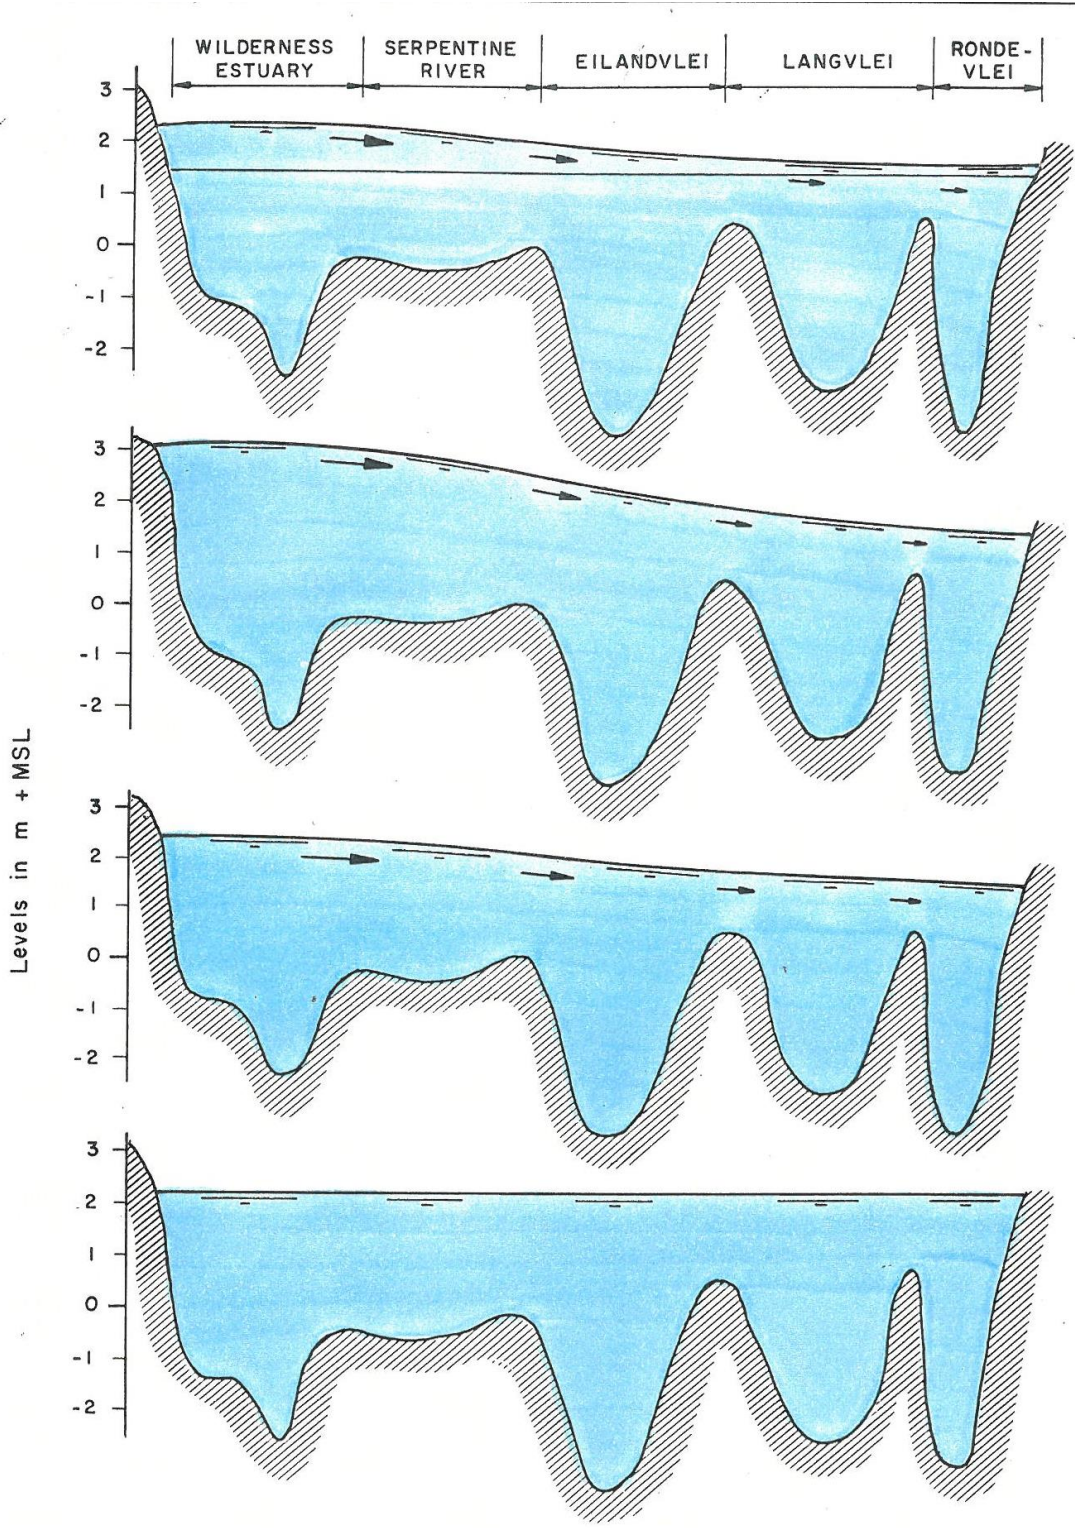 WILDERNESS
ESTUARY
SERPENTINE
RIVER
EILANDVLEI
LANGVLEI
RONDE-
VLEI
3
2
1
0
-1
-2
3
2
1
0
-1
-2
Levels in m + MSL
3
2
1
0
-1
-2
3
2
1
0
-1
-2